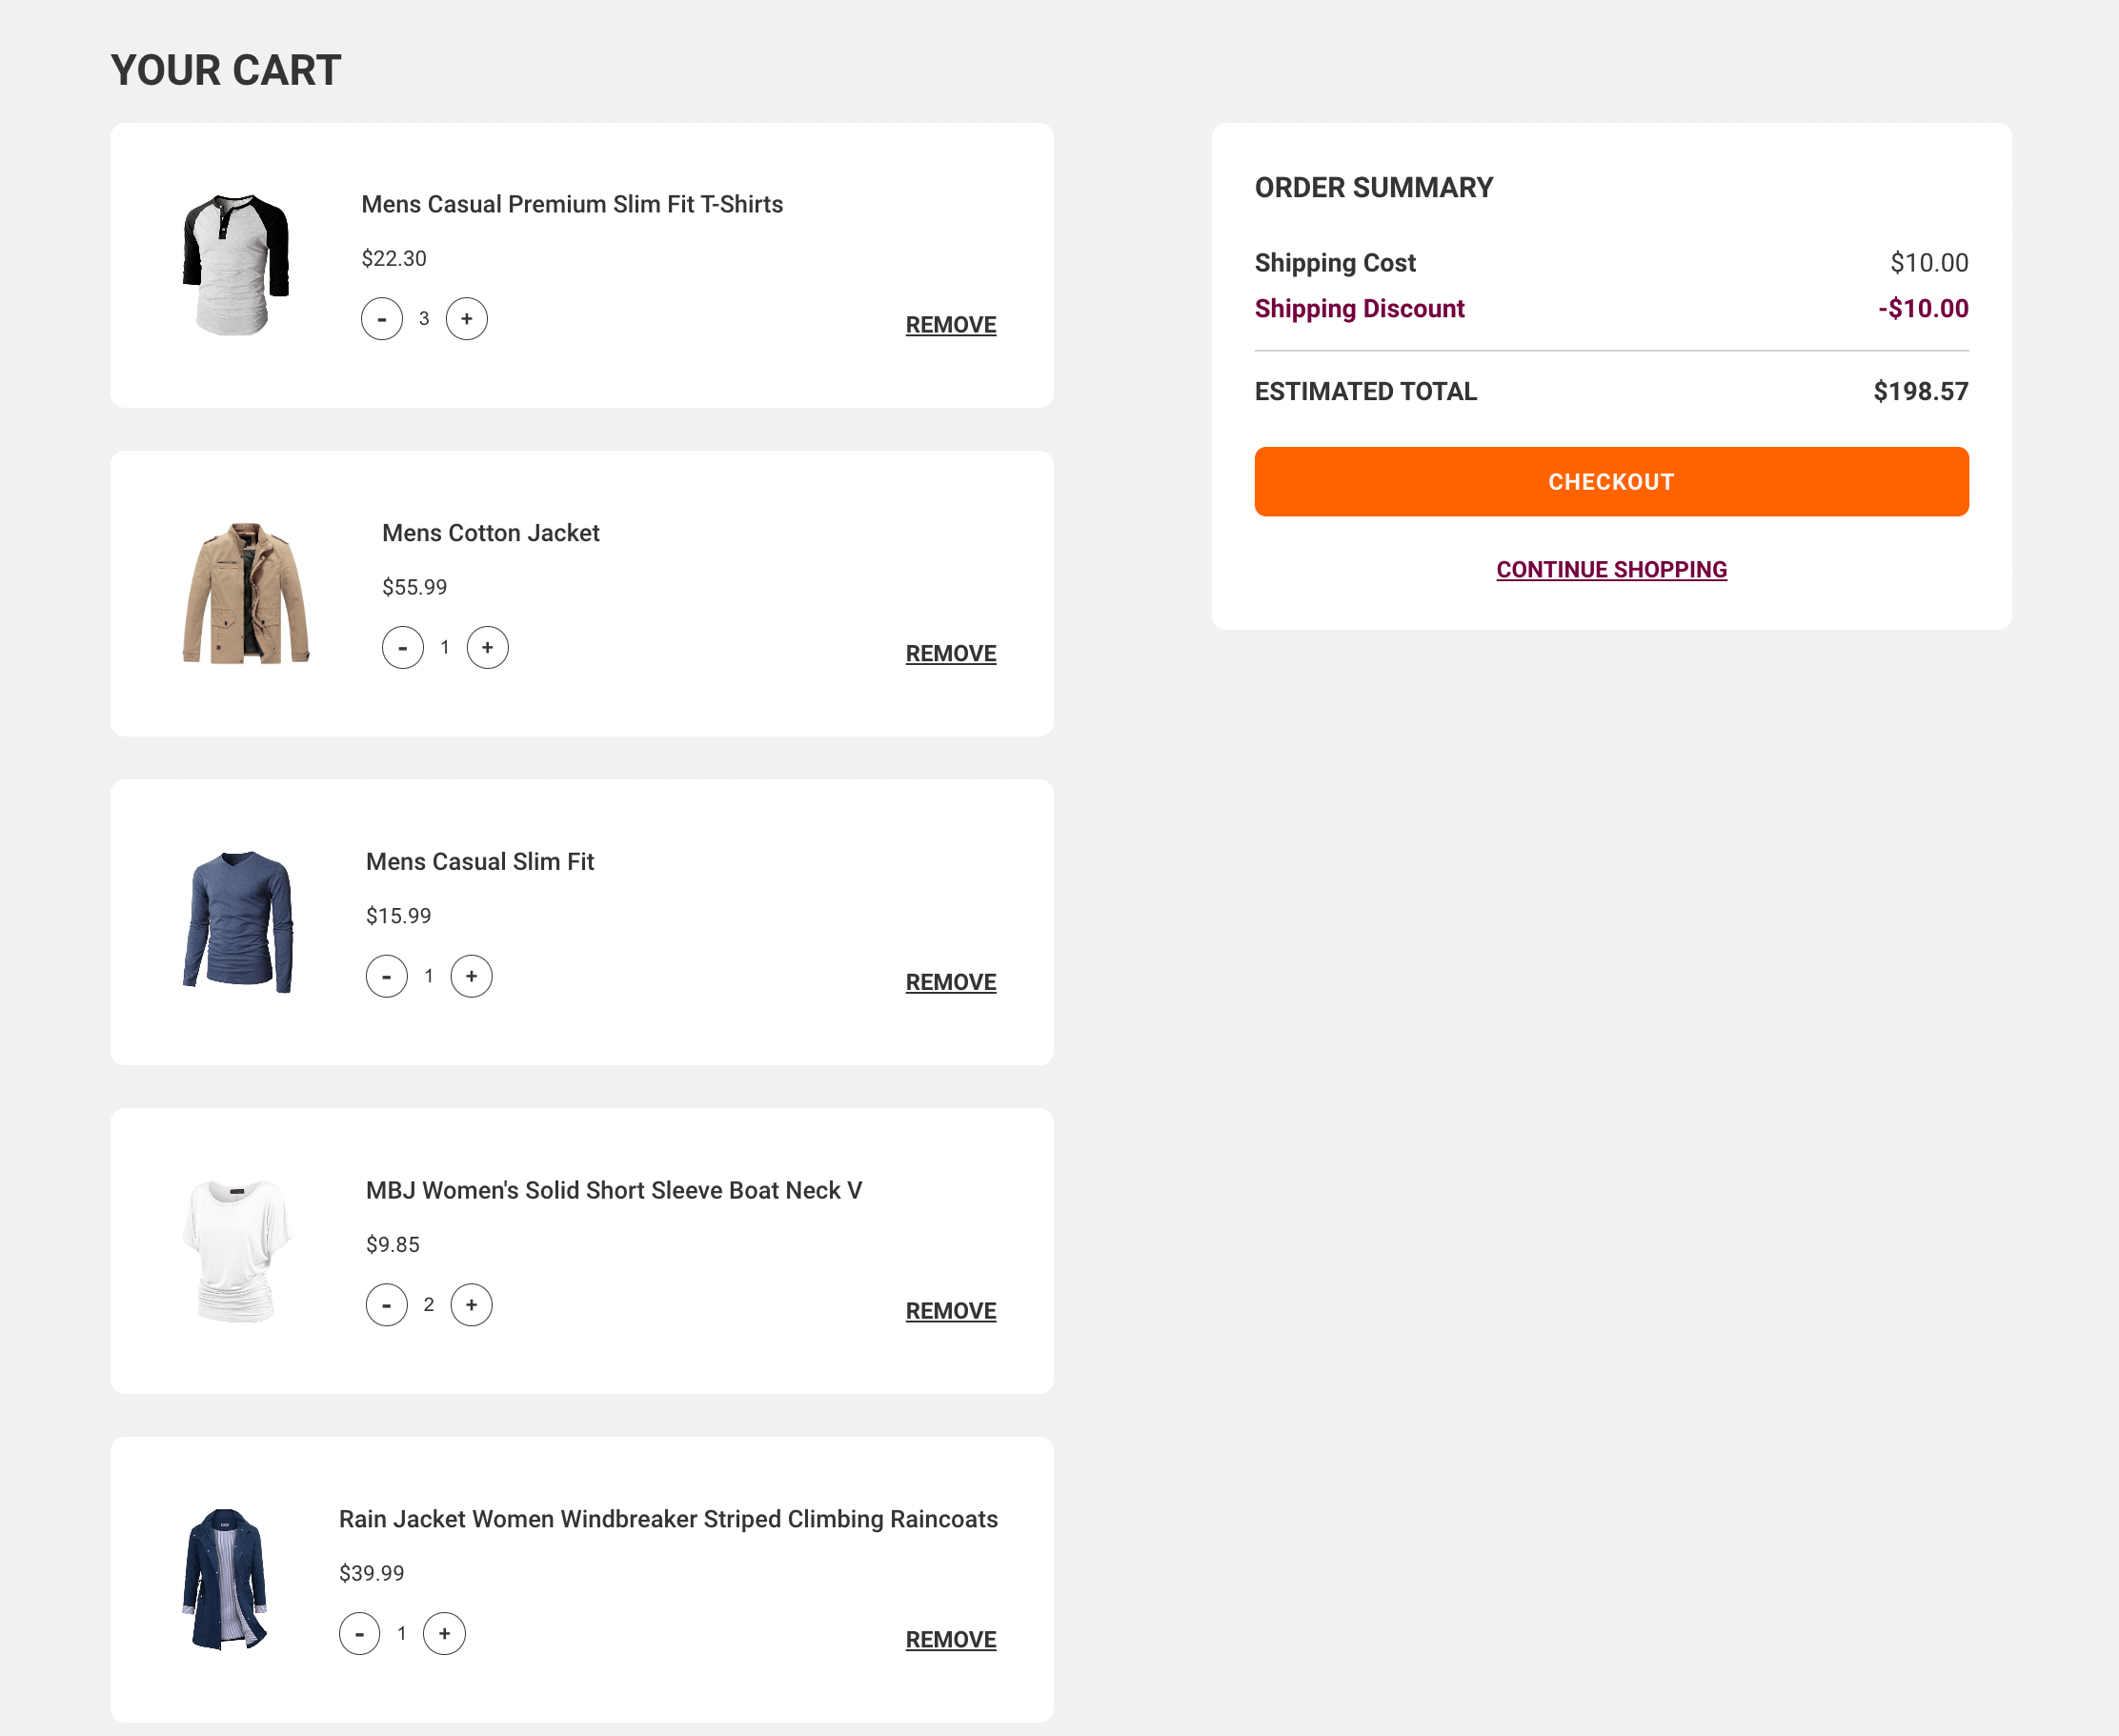 YOUR CART
Mens Casual Premium Slim Fit T-Shirts
$22.30
- 3 +
REMOVE
Mens Cotton Jacket
$55.99
- 1 +
REMOVE
Mens Casual Slim Fit
$15.99
- 1 +
REMOVE
MBJ Women's Solid Short Sleeve Boat Neck V
$9.85
- 2 +
REMOVE
Rain Jacket Women Windbreaker Striped Climbing Raincoats
$39.99
- 1 +
REMOVE
ORDER SUMMARY
Shipping Cost $10.00
Shipping Discount -$10.00
ESTIMATED TOTAL $198.57
CHECKOUT
CONTINUE SHOPPING